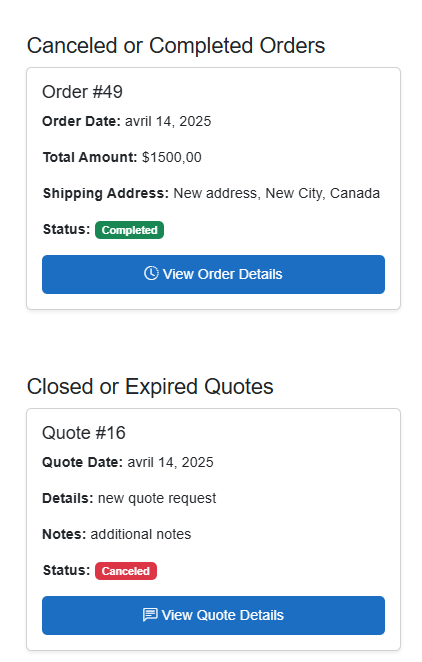 Canceled or Completed Orders
Order #49
Order Date: avril 14, 2025
Total Amount: $1500,00
Shipping Address: New address, New City, Canada
Status: Completed
View Order Details
Closed or Expired Quotes
Quote #16
Quote Date: avril 14, 2025
Details: new quote request
Notes: additional notes
Status: Canceled
View Quote Details